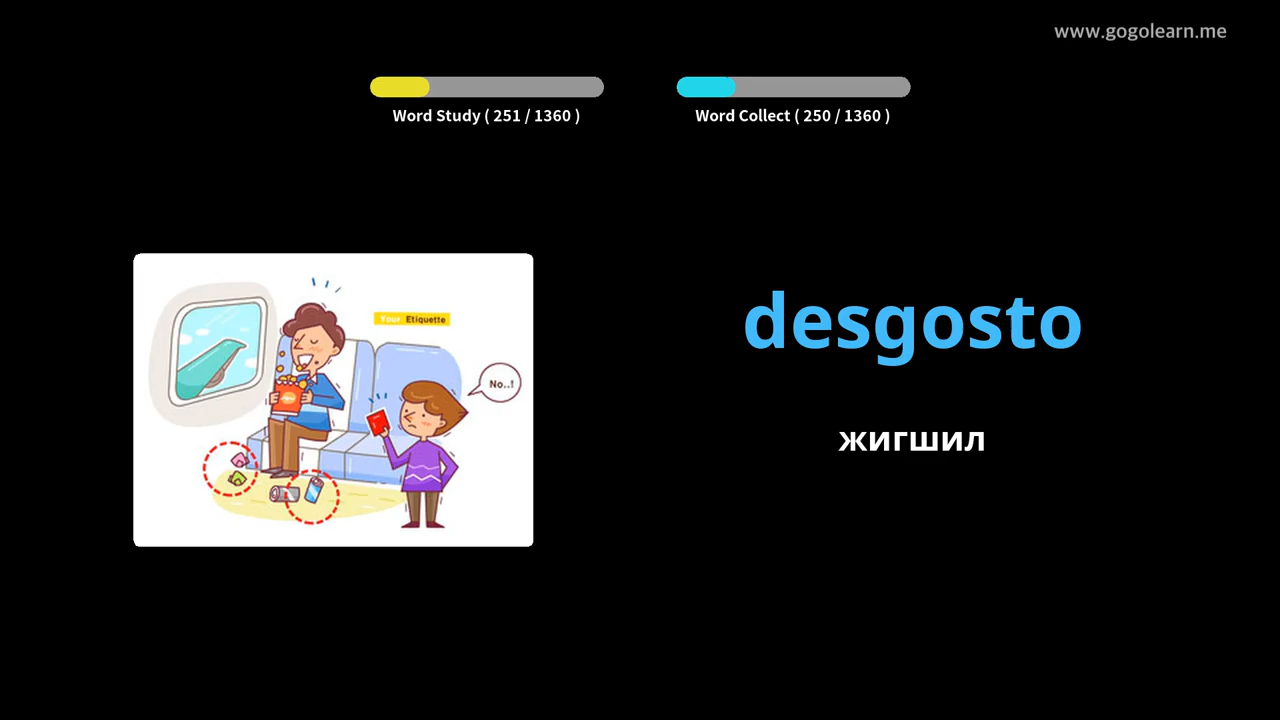 www.gogolearn.me
Word Study ( 251 / 1360 )
Word Collect ( 250 / 1360 )
Your Etiquette
No..!
desgosto
жигшил